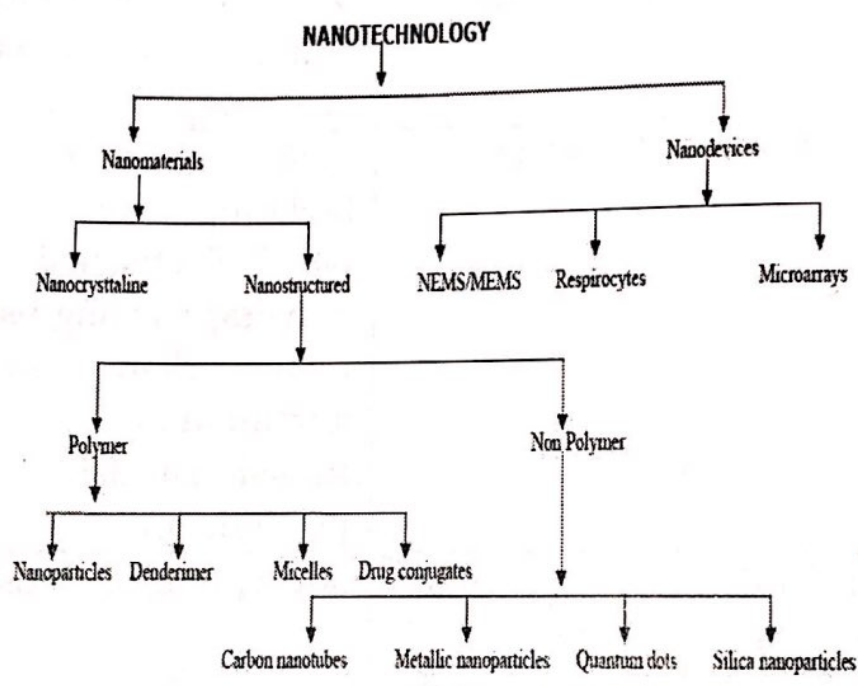 NANOTECHNOLOGY
Nanomaterials
Nanodevices
Nanocrysttaline
Nanostructured
NEMS/MEMS
Respirocytes
Microarrays
Polymer
Non Polymer
Nanoparticles
Denderimer
Micelles
Drug conjugates
Carbon nanotubes
Metallic nanoparticles
Quantum dots
Silica nanoparticles